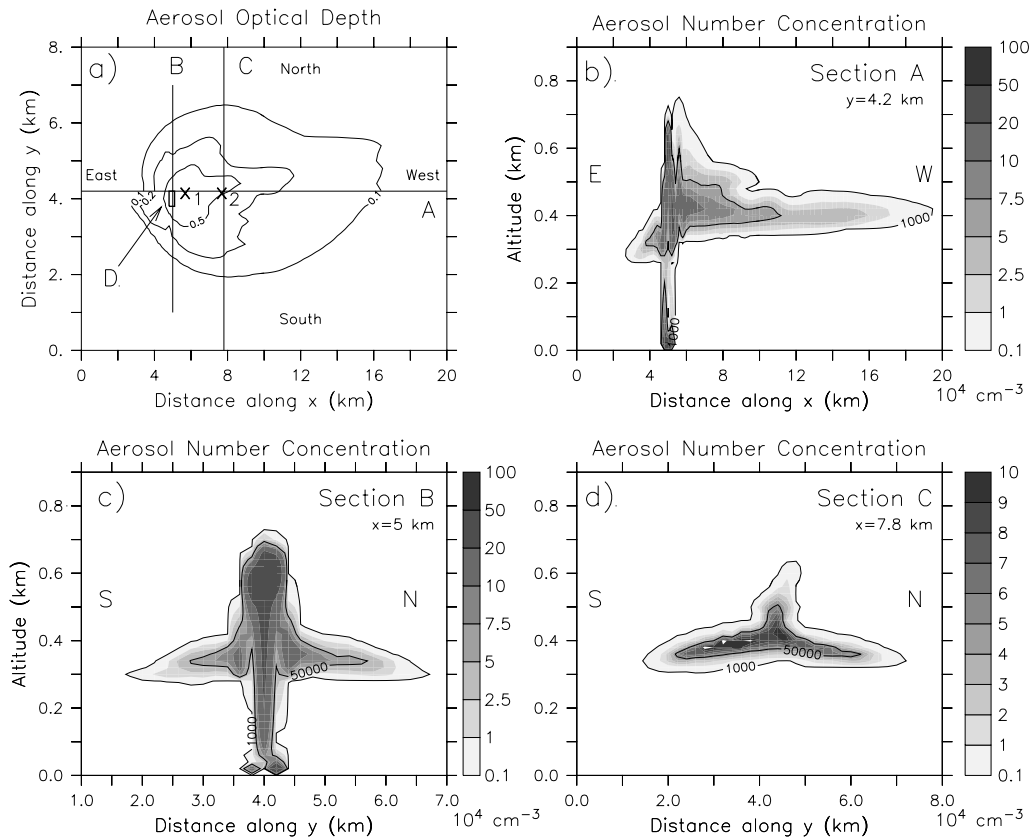 Aerosol Optical Depth
a)
B
C
North
East
West
A
1
2
D
South
0.1
0.2
0.5
0.1
8.
6.
4.
2.
0.
Distance along y (km)
0
4
8
12
16
20
Distance along x (km)
Aerosol Number Concentration
b)
Section A
y=4.2 km
E
W
1000
1000
0.8
0.6
0.4
0.2
0.0
Altitude (km)
0
4
8
12
16
20
Distance along x (km)
100
50
20
10
7.5
5
2.5
1
0.1
10⁴ cm⁻³
Aerosol Number Concentration
c)
Section B
x=5 km
S
N
50000
1000
0.8
0.6
0.4
0.2
0.0
Altitude (km)
1.0
2.0
3.0
4.0
5.0
6.0
7.0
Distance along y (km)
100
50
20
10
7.5
5
2.5
1
0.1
10⁴ cm⁻³
Aerosol Number Concentration
d)
Section C
x=7.8 km
S
N
1000
50000
0.8
0.6
0.4
0.2
0.0
0.0
2.0
4.0
6.0
8.0
Distance along y (km)
10
9
8
7
6
5
4
3
2
1
0.1
10⁴ cm⁻³